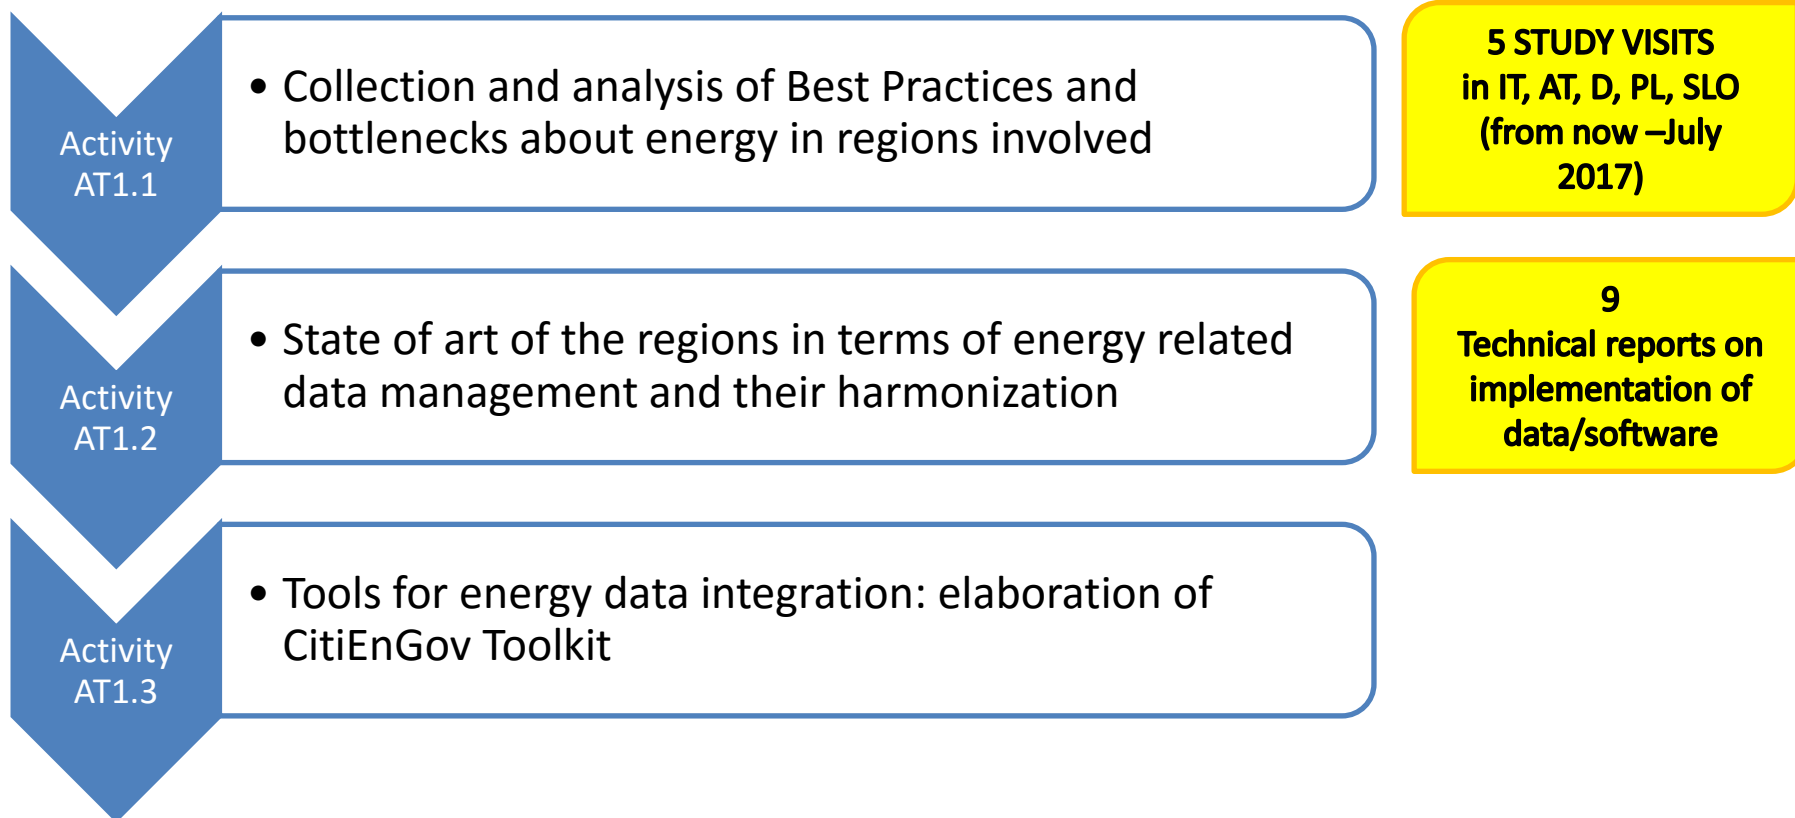 Activity
AT1.1
• Collection and analysis of Best Practices and
bottlenecks about energy in regions involved
5 STUDY VISITS
in IT, AT, D, PL, SLO
(from now –July
2017)
Activity
AT1.2
• State of art of the regions in terms of energy related
data management and their harmonization
9
Technical reports on
implementation of
data/software
Activity
AT1.3
• Tools for energy data integration: elaboration of
CitiEnGov Toolkit